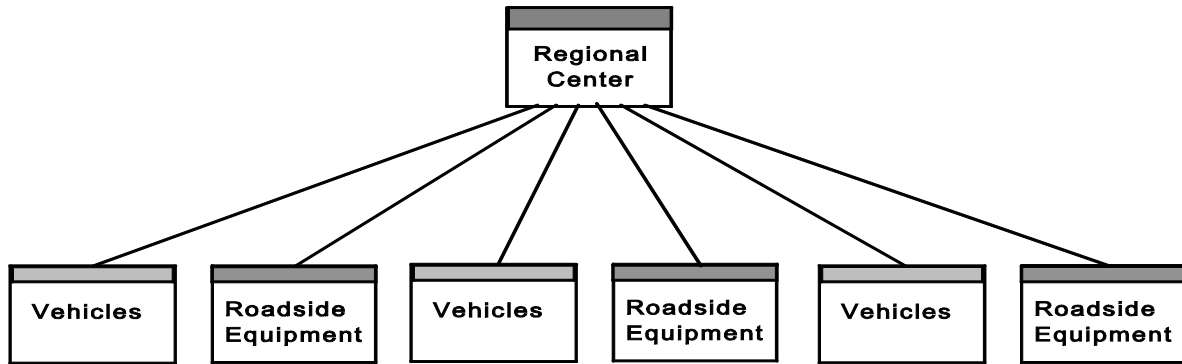 Regional
Center
Vehicles
Roadside
Equipment
Vehicles
Roadside
Equipment
Vehicles
Roadside
Equipment